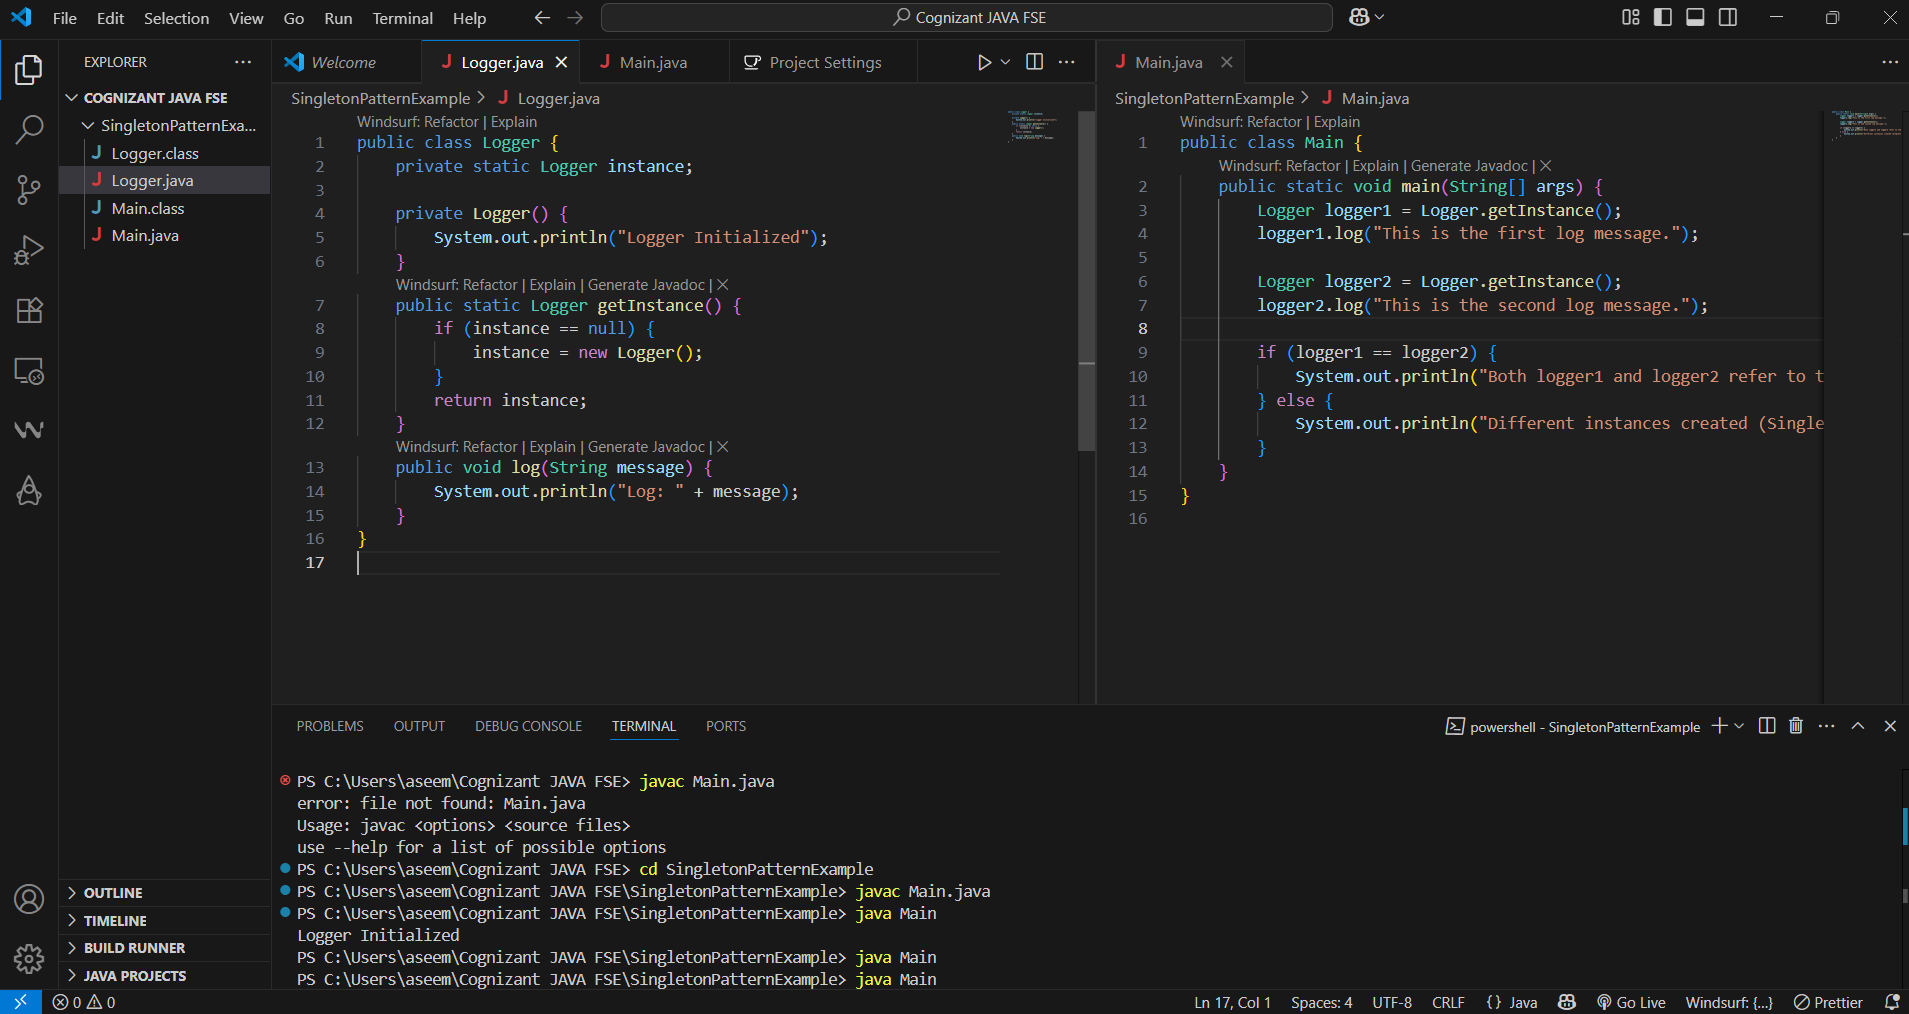 File Edit Selection View Go Run Terminal Help
Cognizant JAVA FSE
EXPLORER
COGNIZANT JAVA FSE
SingletonPatternExa...
Logger.class
Logger.java
Main.class
Main.java
OUTLINE
TIMELINE
BUILD RUNNER
JAVA PROJECTS
Welcome
Logger.java
Main.java
Project Settings
SingletonPatternExample > Logger.java
Windsurf: Refactor | Explain
1 public class Logger {
2 private static Logger instance;
3
4 private Logger() {
5 System.out.println("Logger Initialized");
6 }
Windsurf: Refactor | Explain | Generate Javadoc | X
7 public static Logger getInstance() {
8 if (instance == null) {
9 instance = new Logger();
10 }
11 return instance;
12 }
Windsurf: Refactor | Explain | Generate Javadoc | X
13 public void log(String message) {
14 System.out.println("Log: " + message);
15 }
16 }
17
Main.java
SingletonPatternExample > Main.java
Windsurf: Refactor | Explain
1 public class Main {
Windsurf: Refactor | Explain | Generate Javadoc | X
2 public static void main(String[] args) {
3 Logger logger1 = Logger.getInstance();
4 logger1.log("This is the first log message.");
5
6 Logger logger2 = Logger.getInstance();
7 logger2.log("This is the second log message.");
8
9 if (logger1 == logger2) {
10 System.out.println("Both logger1 and logger2 refer to t
11 } else {
12 System.out.println("Different instances created (Single
13 }
14 }
15 }
16
PROBLEMS OUTPUT DEBUG CONSOLE TERMINAL PORTS
powershell - SingletonPatternExample
PS C:\Users\aseem\Cognizant JAVA FSE> javac Main.java
error: file not found: Main.java
Usage: javac <options> <source files>
use --help for a list of possible options
PS C:\Users\aseem\Cognizant JAVA FSE> cd SingletonPatternExample
PS C:\Users\aseem\Cognizant JAVA FSE\SingletonPatternExample> javac Main.java
PS C:\Users\aseem\Cognizant JAVA FSE\SingletonPatternExample> java Main
Logger Initialized
PS C:\Users\aseem\Cognizant JAVA FSE\SingletonPatternExample> java Main
PS C:\Users\aseem\Cognizant JAVA FSE\SingletonPatternExample> java Main
0 0
Ln 17, Col 1 Spaces: 4 UTF-8 CRLF {} Java Go Live Windsurf: {...} Prettier